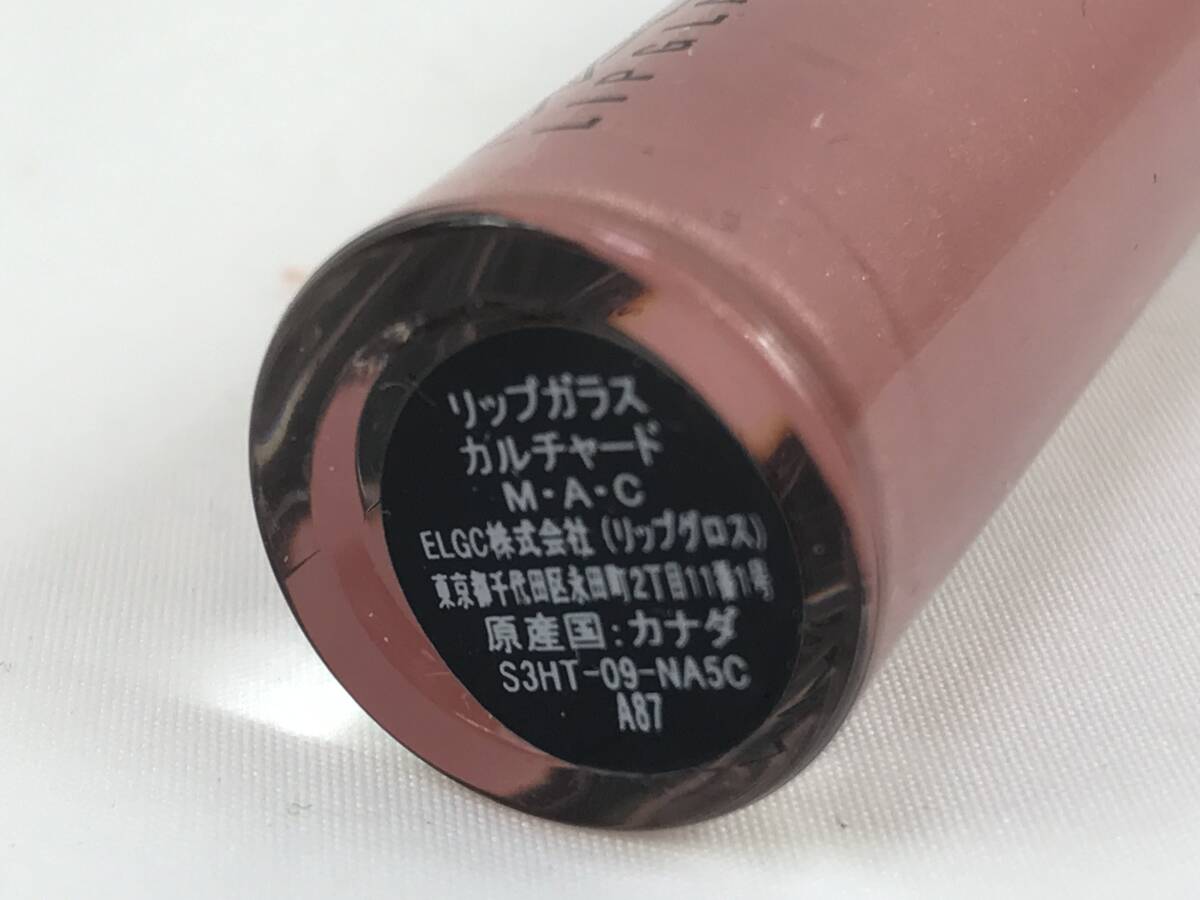 LIPGL
リップガラス
カルチャード
M・A・C
ELGC株式会社 (リップグロス)
東京都千代田区永田町2丁目11番1号
原産国：カナダ
S3HT-09-NA5C
A87